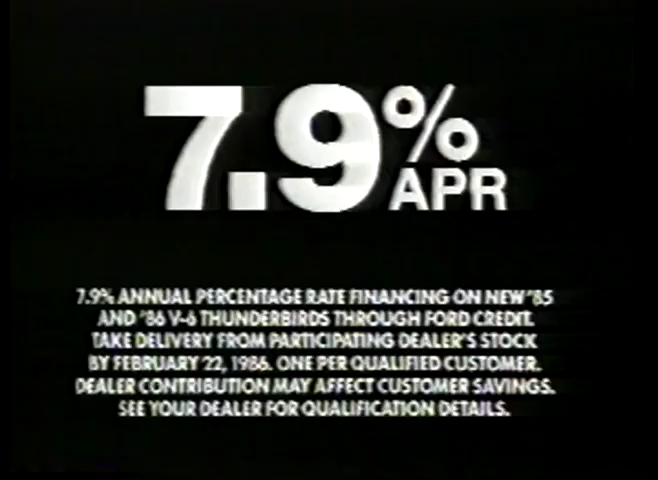 7.9%
APR
7.9% ANNUAL PERCENTAGE RATE FINANCING ON NEW '85
AND '86 V-6 THUNDERBIRDS THROUGH FORD CREDIT.
TAKE DELIVERY FROM PARTICIPATING DEALER'S STOCK
BY FEBRUARY 22, 1986. ONE PER QUALIFIED CUSTOMER.
DEALER CONTRIBUTION MAY AFFECT CUSTOMER SAVINGS.
SEE YOUR DEALER FOR QUALIFICATION DETAILS.